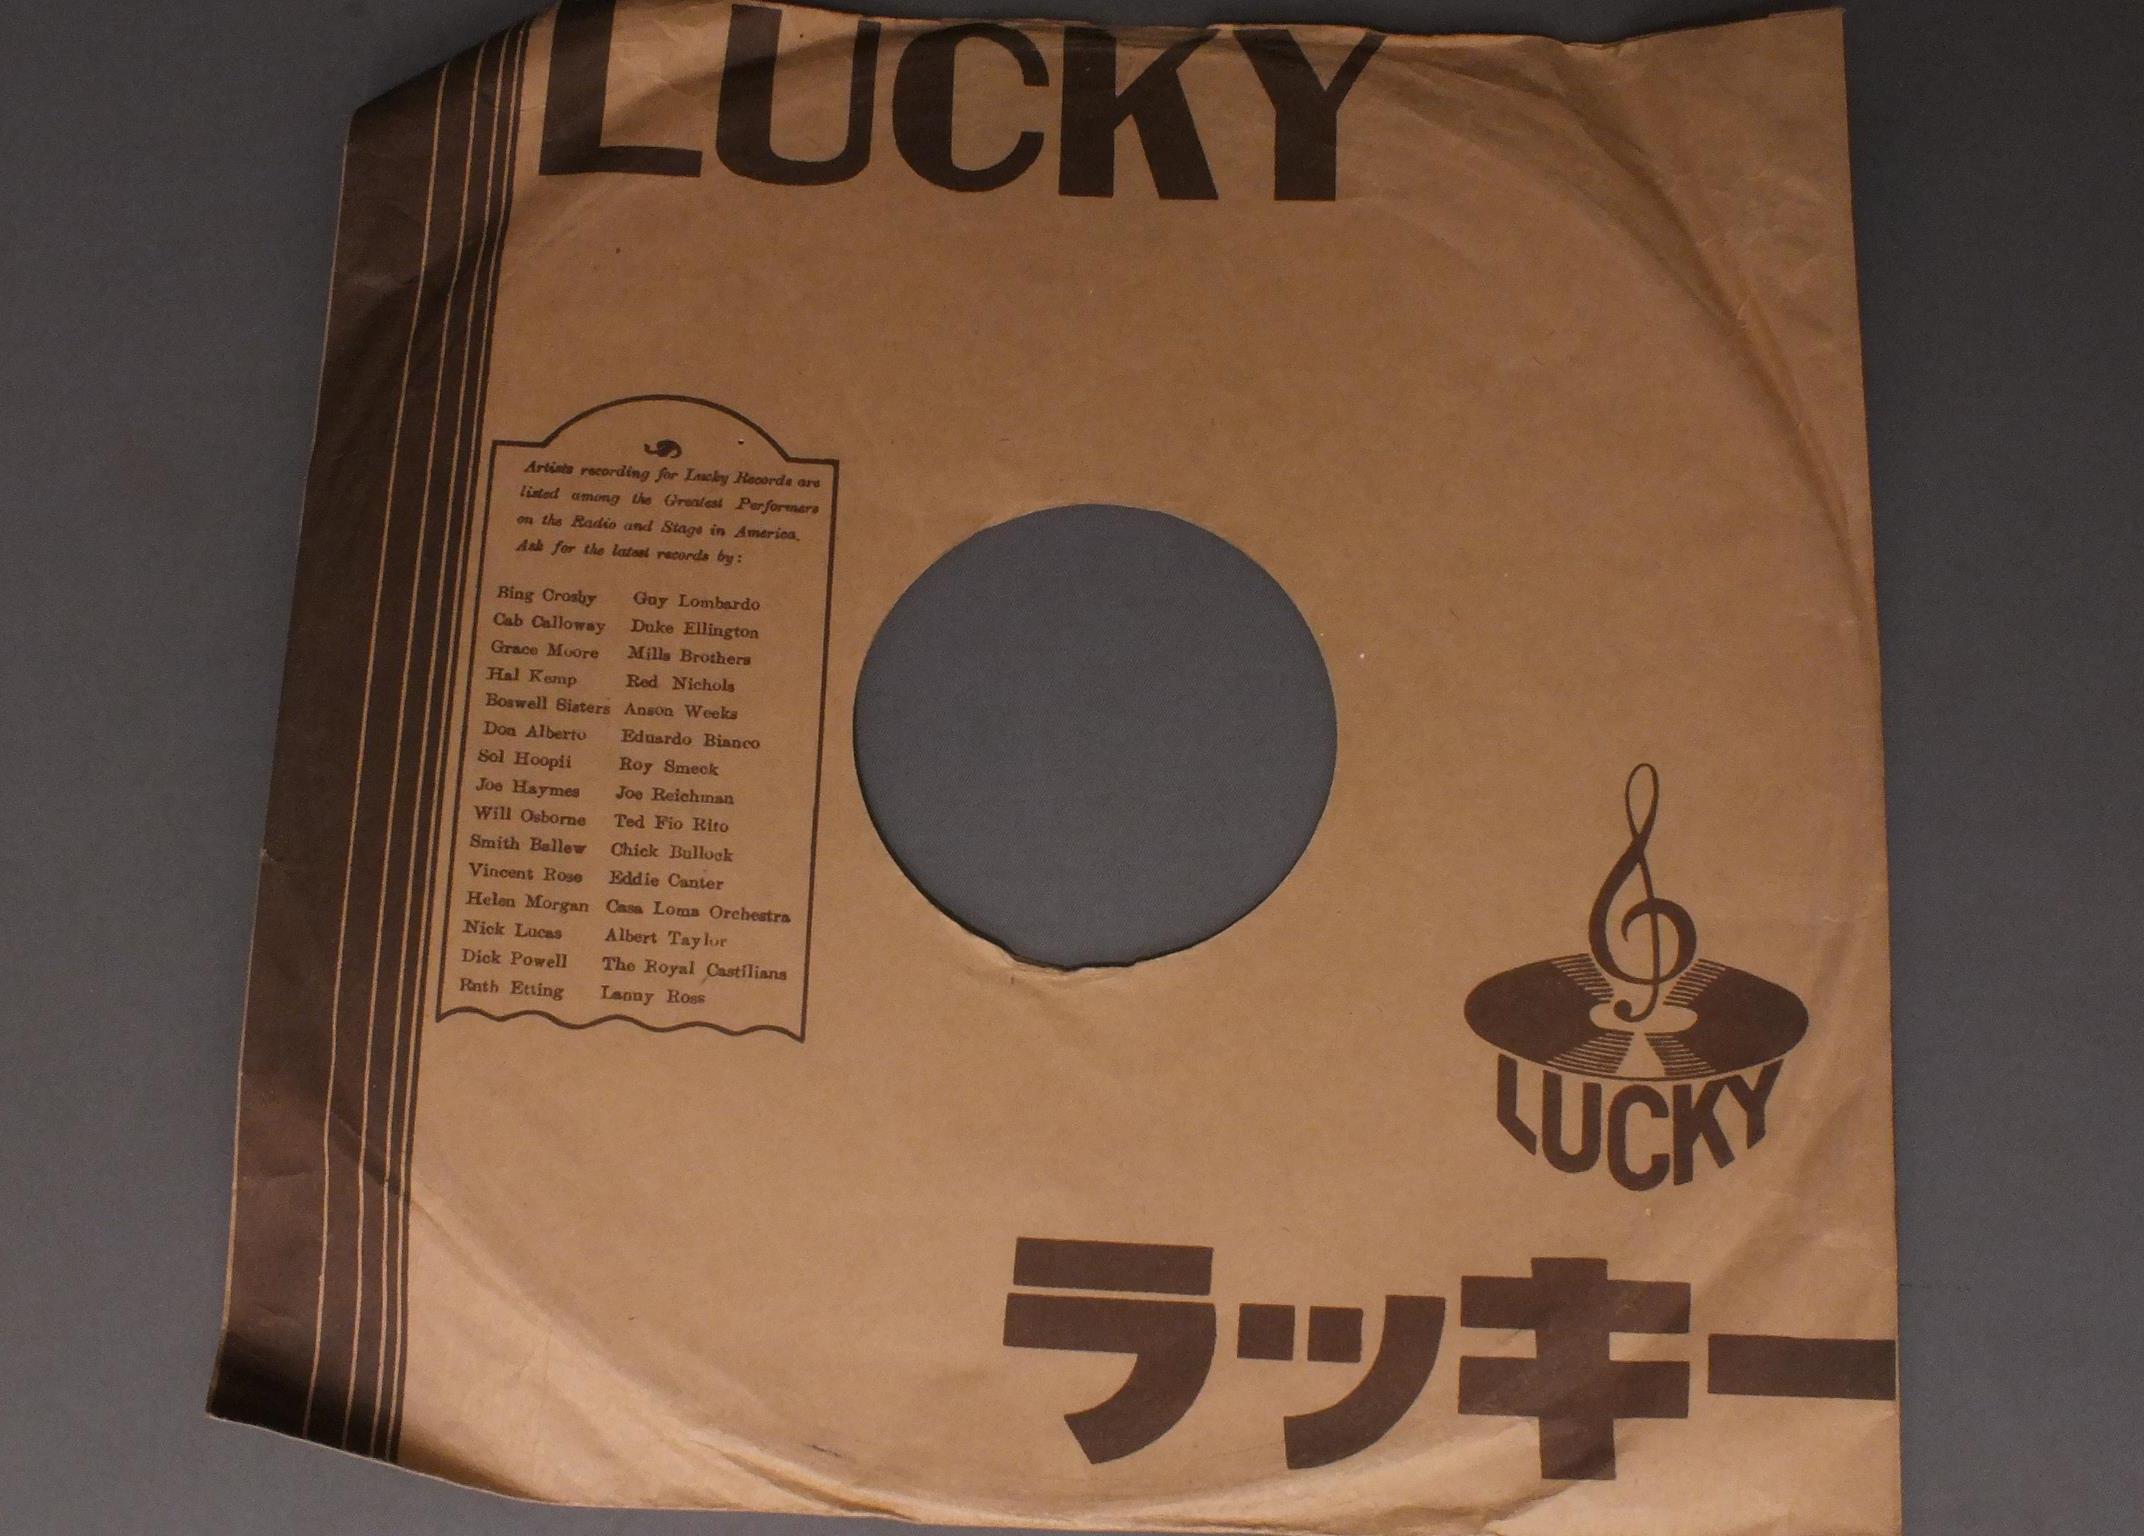 LUCKY
Artists recording for Lucky Records are
listed among the Greatest Performers
on the Radio and Stage in America.
Ask for the latest records by:
Bing Crosby Guy Lombardo
Cab Calloway Duke Ellington
Grace Moore Mills Brothers
Hal Kemp Red Nichols
Boswell Sisters Anson Weeks
Don Alberto Eduardo Bianco
Sol Hoopii Roy Smeck
Joe Haymes Joe Reichman
Will Osborne Ted Fio Rito
Smith Ballew Chick Bullock
Vincent Rose Eddie Canter
Helen Morgan Casa Loma Orchestra
Nick Lucas Albert Taylor
Dick Powell The Royal Castilians
Ruth Etting Lanny Ross
LUCKY
ラッキー